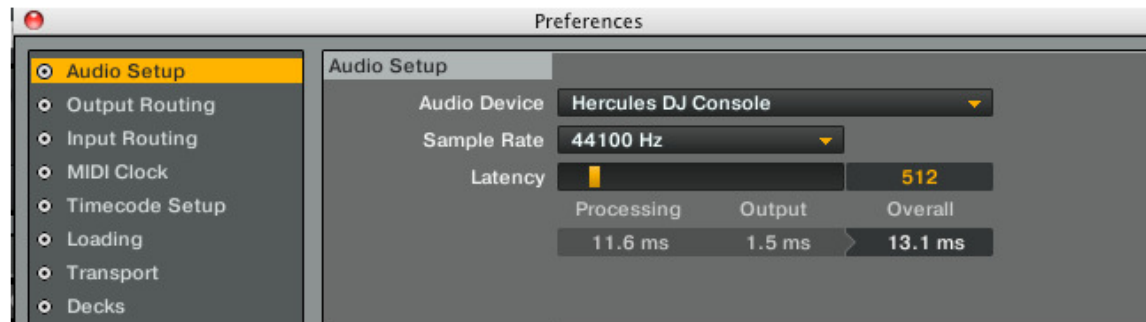 Preferences
Audio Setup
Output Routing
Input Routing
MIDI Clock
Timecode Setup
Loading
Transport
Decks
Audio Setup
Audio Device Hercules DJ Console
Sample Rate 44100 Hz
Latency 512
Processing Output Overall
11.6 ms 1.5 ms 13.1 ms